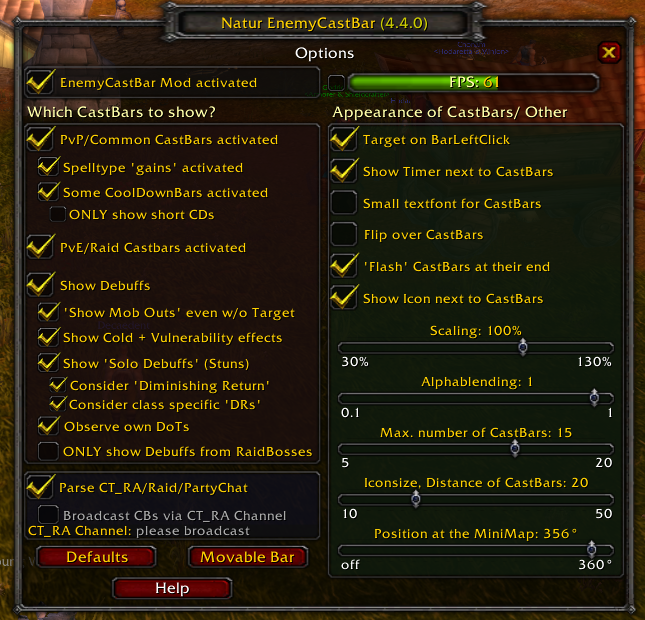 Natur EnemyCastBar (4.4.0)
Options
EnemyCastBar Mod activated
FPS: 61
Which CastBars to show?
PvP/Common CastBars activated
Spelltype 'gains' activated
Some CoolDownBars activated
ONLY show short CDs
PvE/Raid Castbars activated
Show Debuffs
'Show Mob Outs' even w/o Target
Show Cold + Vulnerability effects
Show 'Solo Debuffs' (Stuns)
Consider 'Diminishing Return'
Consider class specific 'DRs'
Observe own DoTs
ONLY show Debuffs from RaidBosses
Parse CT_RA/Raid/PartyChat
Broadcast CBs via CT_RA Channel
CT_RA Channel: please broadcast
Defaults
Movable Bar
Help
Appearance of CastBars/ Other
Target on BarLeftClick
Show Timer next to CastBars
Small textfont for CastBars
Flip over CastBars
'Flash' CastBars at their end
Show Icon next to CastBars
Scaling: 100%
30% 130%
Alphablending: 1
0.1 1
Max. number of CastBars: 15
5 20
Iconsize, Distance of CastBars: 20
10 50
Position at the MiniMap: 356°
off 360°